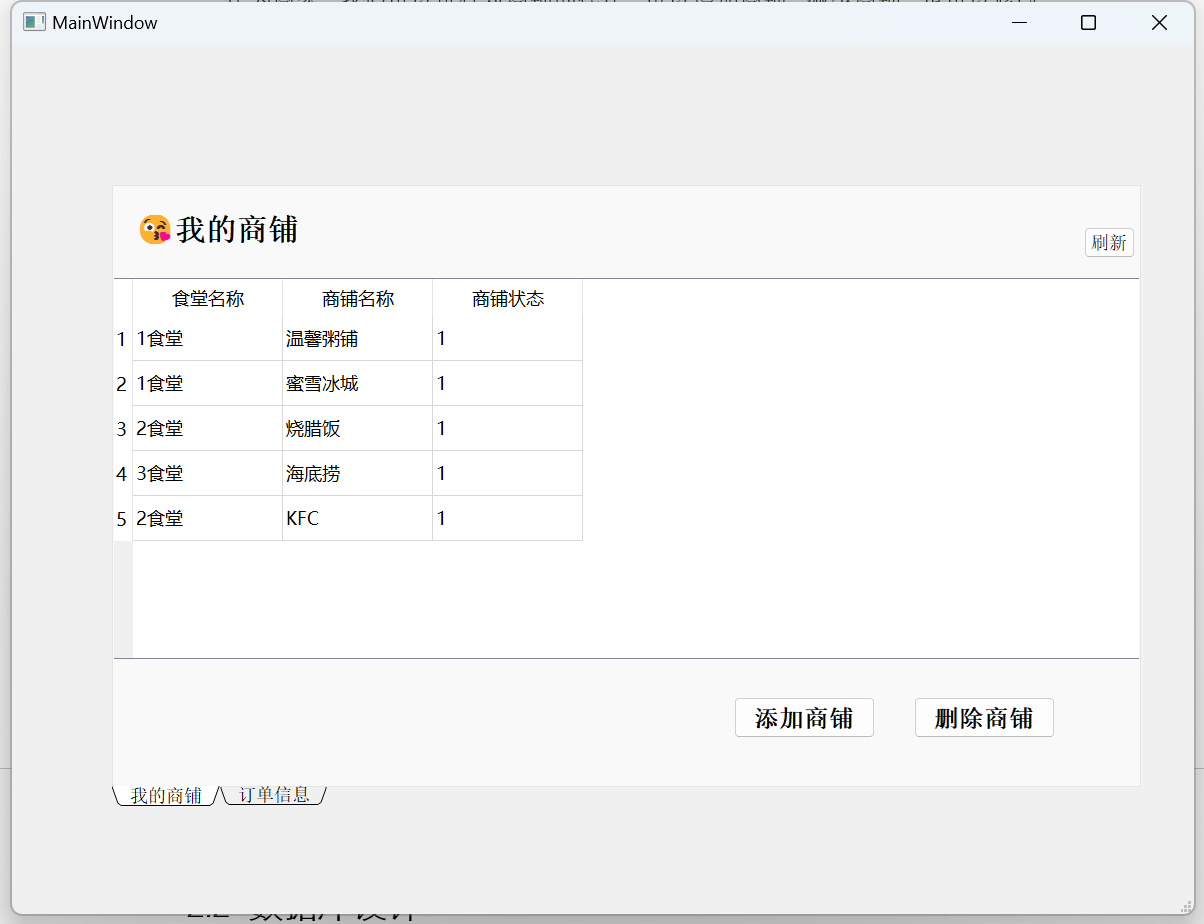 MainWindow
😘我的商铺
刷新
食堂名称 商铺名称 商铺状态
1 1食堂 温馨粥铺 1
2 1食堂 蜜雪冰城 1
3 2食堂 烧腊饭 1
4 3食堂 海底捞 1
5 2食堂 KFC 1
添加商铺 删除商铺
我的商铺 订单信息